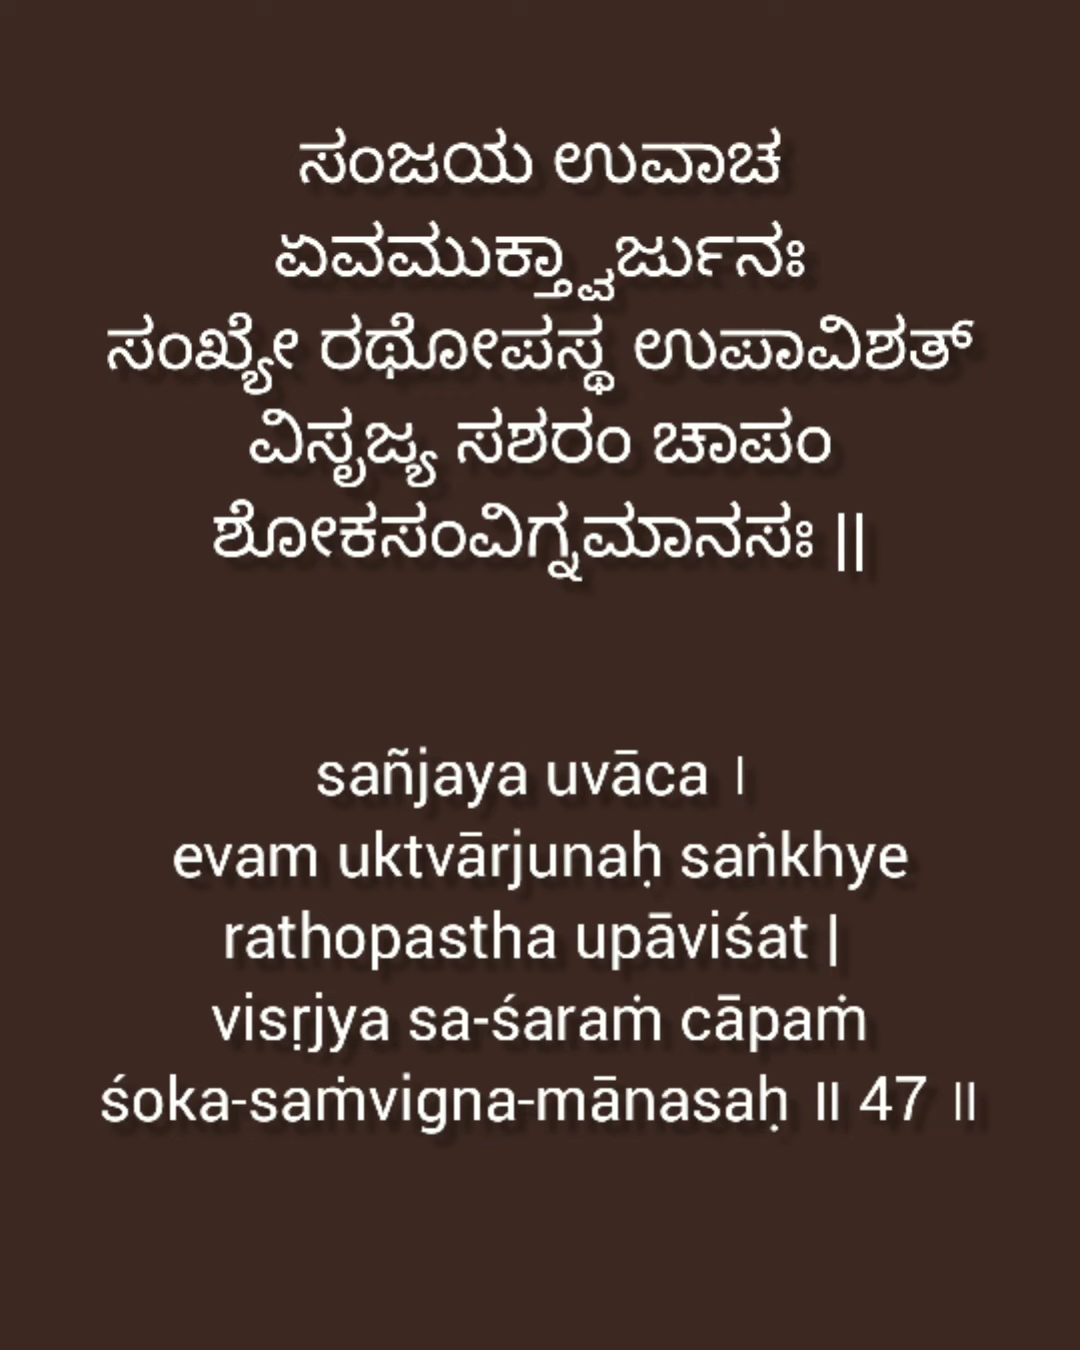 ಸಂಜಯ ಉವಾಚ
ಏವಮುಕ್ತ್ವಾರ್ಜುನಃ
ಸಂಖ್ಯೇ ರಥೋಪಸ್ಥ ಉಪಾವಿಶತ್
ವಿಸೃಜ್ಯ ಸಶರಂ ಚಾಪಂ
ಶೋಕಸಂವಿಗ್ನಮಾನಸಃ ||
sañjaya uvāca ।
evam uktvārjunaḥ saṅkhye
rathopastha upāviśat |
visṛjya sa-śaraṁ cāpaṁ
śoka-saṁvigna-mānasaḥ ॥ 47 ॥